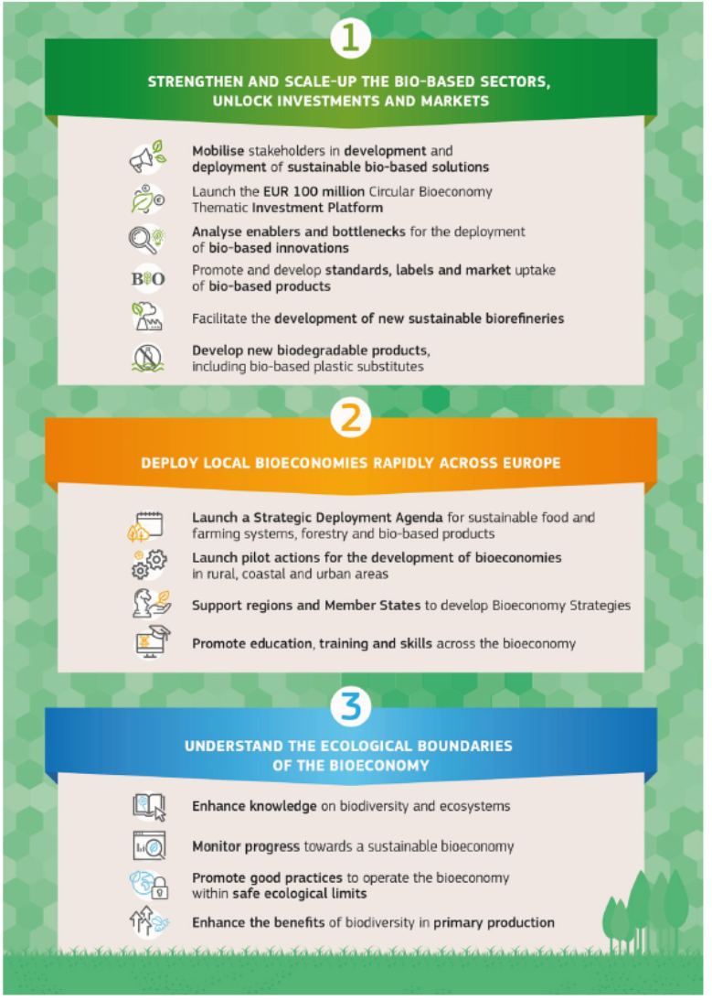 1
STRENGTHEN AND SCALE-UP THE BIO-BASED SECTORS,
UNLOCK INVESTMENTS AND MARKETS
Mobilise stakeholders in development and
deployment of sustainable bio-based solutions
Launch the EUR 100 million Circular Bioeconomy
Thematic Investment Platform
Analyse enablers and bottlenecks for the deployment
of bio-based innovations
BIO
Promote and develop standards, labels and market uptake
of bio-based products
Facilitate the development of new sustainable biorefineries
Develop new biodegradable products,
including bio-based plastic substitutes
2
DEPLOY LOCAL BIOECONOMIES RAPIDLY ACROSS EUROPE
Launch a Strategic Deployment Agenda for sustainable food and
farming systems, forestry and bio-based products
Launch pilot actions for the development of bioeconomies
in rural, coastal and urban areas
Support regions and Member States to develop Bioeconomy Strategies
Promote education, training and skills across the bioeconomy
3
UNDERSTAND THE ECOLOGICAL BOUNDARIES
OF THE BIOECONOMY
Enhance knowledge on biodiversity and ecosystems
Monitor progress towards a sustainable bioeconomy
Promote good practices to operate the bioeconomy
within safe ecological limits
Enhance the benefits of biodiversity in primary production